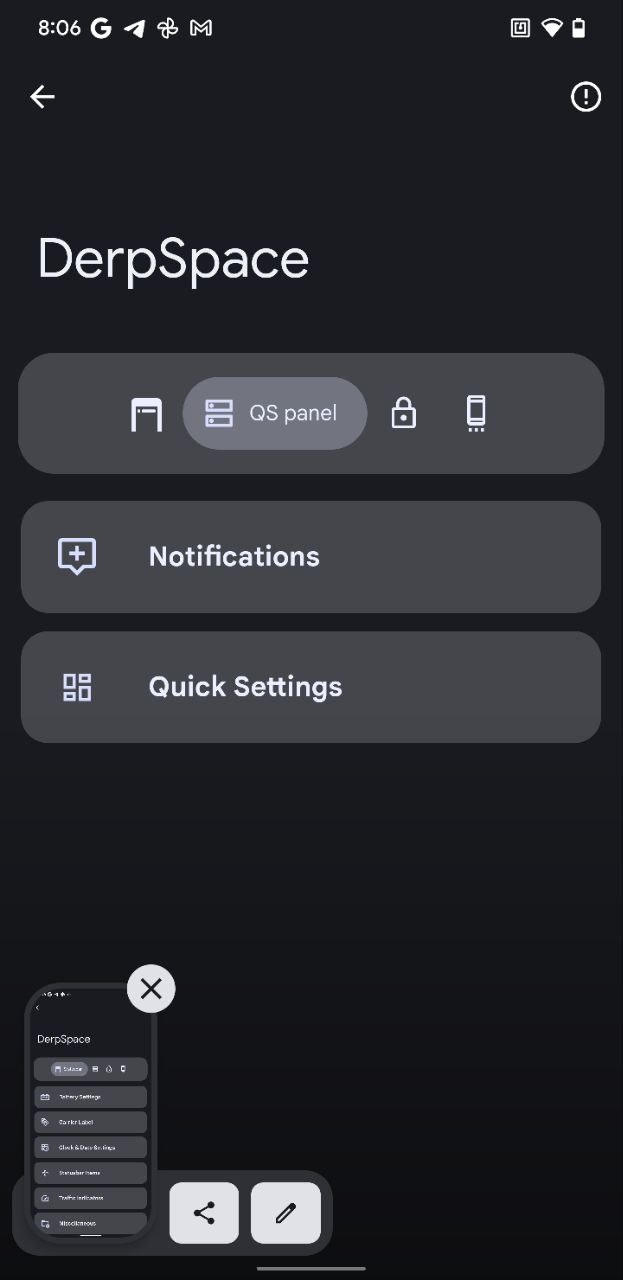 8:06
DerpSpace
QS panel
Notifications
Quick Settings
DerpSpace
Statusbar
Battery Settings
Carrier Label
Clock & Date Settings
Statusbar Items
Traffic Indicators
Miscellaneous